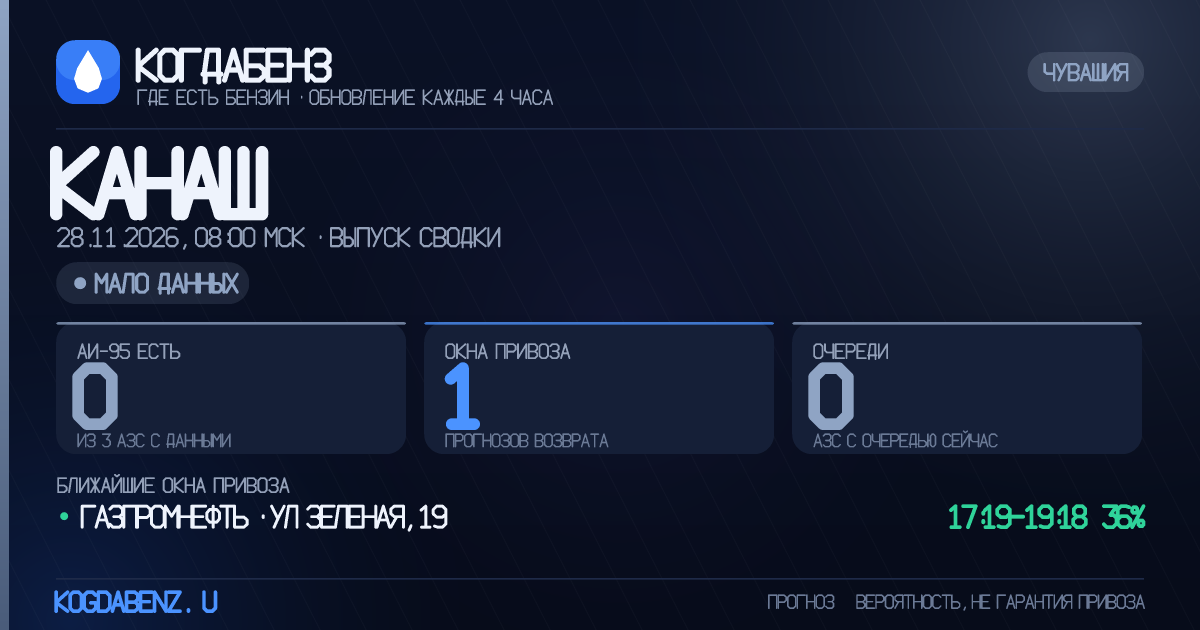 КОГДАБЕНЗ
ГДЕ ЕСТЬ БЕНЗИН · ОБНОВЛЕНИЕ КАЖДЫЕ 4 ЧАСА
ЧУВАШИЯ
КАНАШ
28.11.2026, 08:00 МСК · ВЫПУСК СВОДКИ
МАЛО ДАННЫХ
АИ-95 ЕСТЬ
0
ИЗ 3 АЗС С ДАННЫМИ
ОКНА ПРИВОЗА
1
ПРОГНОЗОВ ВОЗВРАТА
ОЧЕРЕДИ
0
АЗС С ОЧЕРЕДЬЮ СЕЙЧАС
БЛИЖАЙШИЕ ОКНА ПРИВОЗА
• ГАЗПРОМНЕФТЬ · УЛ ЗЕЛЕНАЯ, 19 17:19–19:18 36%
KOGDABENZ. U
ПРОГНОЗ ВЕРОЯТНОСТЬ, НЕ ГАРАНТИЯ ПРИВОЗА